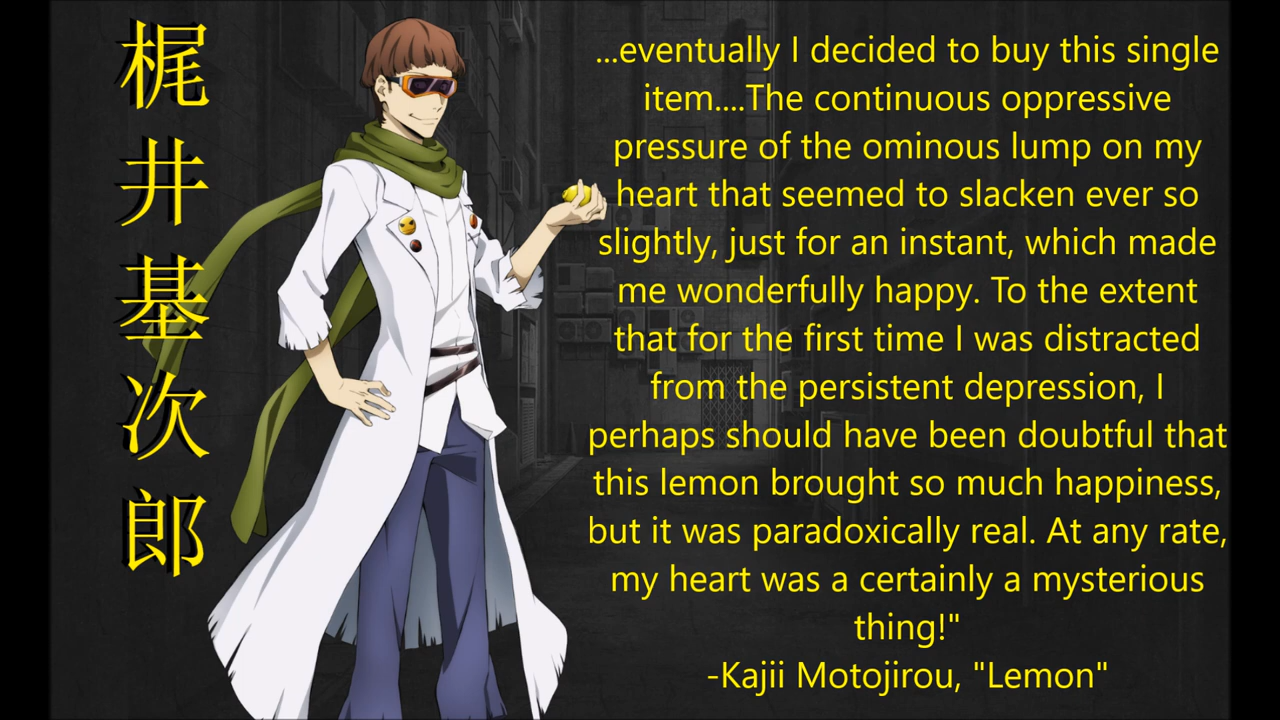 梶井基次郎
...eventually I decided to buy this single
item....The continuous oppressive
pressure of the ominous lump on my
heart that seemed to slacken ever so
slightly, just for an instant, which made
me wonderfully happy. To the extent
that for the first time I was distracted
from the persistent depression, I
perhaps should have been doubtful that
this lemon brought so much happiness,
but it was paradoxically real. At any rate,
my heart was a certainly a mysterious
thing!"
-Kajii Motojirou, "Lemon"